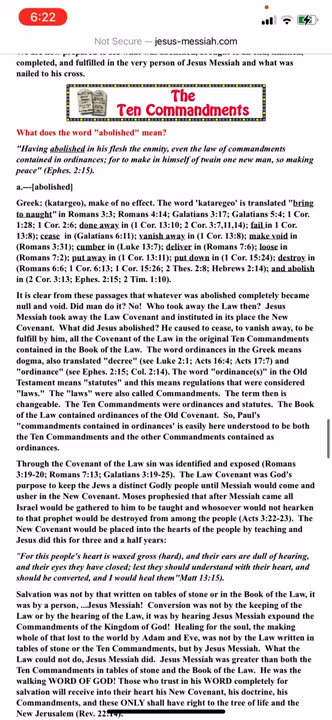 6:22
Not Secure — jesus-messiah.com
completed, and fulfilled in the very person of Jesus Messiah and what was
nailed to his cross.
The
Ten Commandments
What does the word "abolished" mean?
"Having abolished in his flesh the enmity, even the law of commandments
contained in ordinances; for to make in himself of twain one new man, so making
peace" (Ephes. 2:15).
a.---[abolished]
Greek: (katargeo), make of no effect. The word 'kataregeo' is translated "bring
to naught" in Romans 3:3; Romans 4:14; Galatians 3:17; Galatians 5:4; 1 Cor.
1:28; 1 Cor. 2:6; done away in (1 Cor. 13:10; 2 Cor. 3:7,11,14); fail in 1 Cor.
13:8); cease in (Galatians 6:11); vanish away in (1 Cor. 13:8); make void in
(Romans 3:31); cumber in (Luke 13:7); deliver in (Romans 7:6); loose in
(Romans 7:2); put away in (1 Cor. 13:11); put down in (1 Cor. 15:24); destroy in
(Romans 6:6; 1 Cor. 6:13; 1 Cor. 15:26; 2 Thes. 2:8; Hebrews 2:14); and abolish
in (2 Cor. 3:13; Ephes. 2:15; 2 Tim. 1:10).
It is clear from these passages that whatever was abolished completely became
null and void. Did man do it? No! Who took away the Law then? Jesus
Messiah took away the Law Covenant and instituted in its place the New
Covenant. What did Jesus abolished? He caused to cease, to vanish away, to be
fulfill by him, all the Covenant of the Law in the original Ten Commandments
contained in the Book of the Law. The word ordinances in the Greek means
dogma, also translated "decree" (see Luke 2:1; Acts 16:4; Acts 17:7) and
"ordinance" (see Ephes. 2:15; Col. 2:14). The word "ordinance(s)" in the Old
Testament means "statutes" and this means regulations that were considered
"laws." The "laws" were also called Commandments. The term then is
changeable. The Ten Commandments were ordinances and statutes. The Book
of the Law contained ordinances of the Old Covenant. So, Paul's
"commandments contained in ordinances' is easily here understood to be both
the Ten Commandments and the other Commandments contained as
ordinances.
Through the Covenant of the Law sin was identified and exposed (Romans
3:19-20; Romans 7:13; Galatians 3:19-25). The Law Covenant was God's
purpose to keep the Jews a distinct Godly people until Messiah would come and
usher in the New Covenant. Moses prophesied that after Messiah came all
Israel would be gathered to him to be taught and whosoever would not hearken
to that prophet would be destroyed from among the people (Acts 3:22-23). The
New Covenant would be placed into the hearts of the people by teaching and
Jesus did this for three and a half years:
"For this people's heart is waxed gross (hard), and their ears are dull of hearing,
and their eyes they have closed; lest they should understand with their heart, and
should be converted, and I would heal them"Matt 13:15).
Salvation was not by that written on tables of stone or in the Book of the Law, it
was by a person, ...Jesus Messiah! Conversion was not by the keeping of the
Law or by the hearing of the Law, it was by hearing Jesus Messiah expound the
Commandments of the Kingdom of God! Healing for the soul, the making
whole of that lost to the world by Adam and Eve, was not by the Law written in
tables of stone or the Ten Commandments, but by Jesus Messiah. What the
Law could not do, Jesus Messiah did. Jesus Messiah was greater than both the
Ten Commandments in tables of stone and the Book of the Law. He was the
walking WORD OF GOD! Those who trust in his WORD completely for
salvation will receive into their heart his New Covenant, his doctrine, his
Commandments, and these ONLY shall have right to the tree of life and the
New Jerusalem (Rev. 22:14).